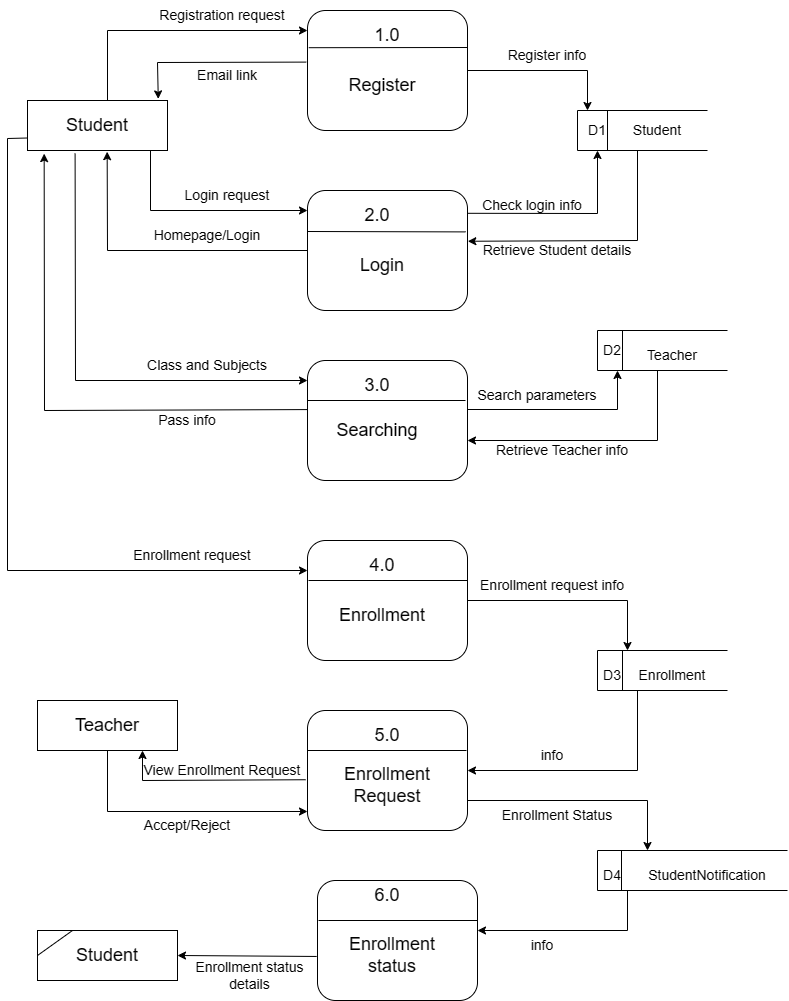 Registration request
1.0
Register info
Email link
Register
Student
D1
Student
Login request
2.0
Check login info
Homepage/Login
Login
Retrieve Student details
D2
Teacher
Class and Subjects
3.0
Search parameters
Pass info
Searching
Retrieve Teacher info
Enrollment request
4.0
Enrollment request info
Enrollment
D3
Enrollment
Teacher
5.0
info
View Enrollment Request
Enrollment
Request
Accept/Reject
Enrollment Status
D4
StudentNotification
6.0
Student
Enrollment
status
info
Enrollment status
details